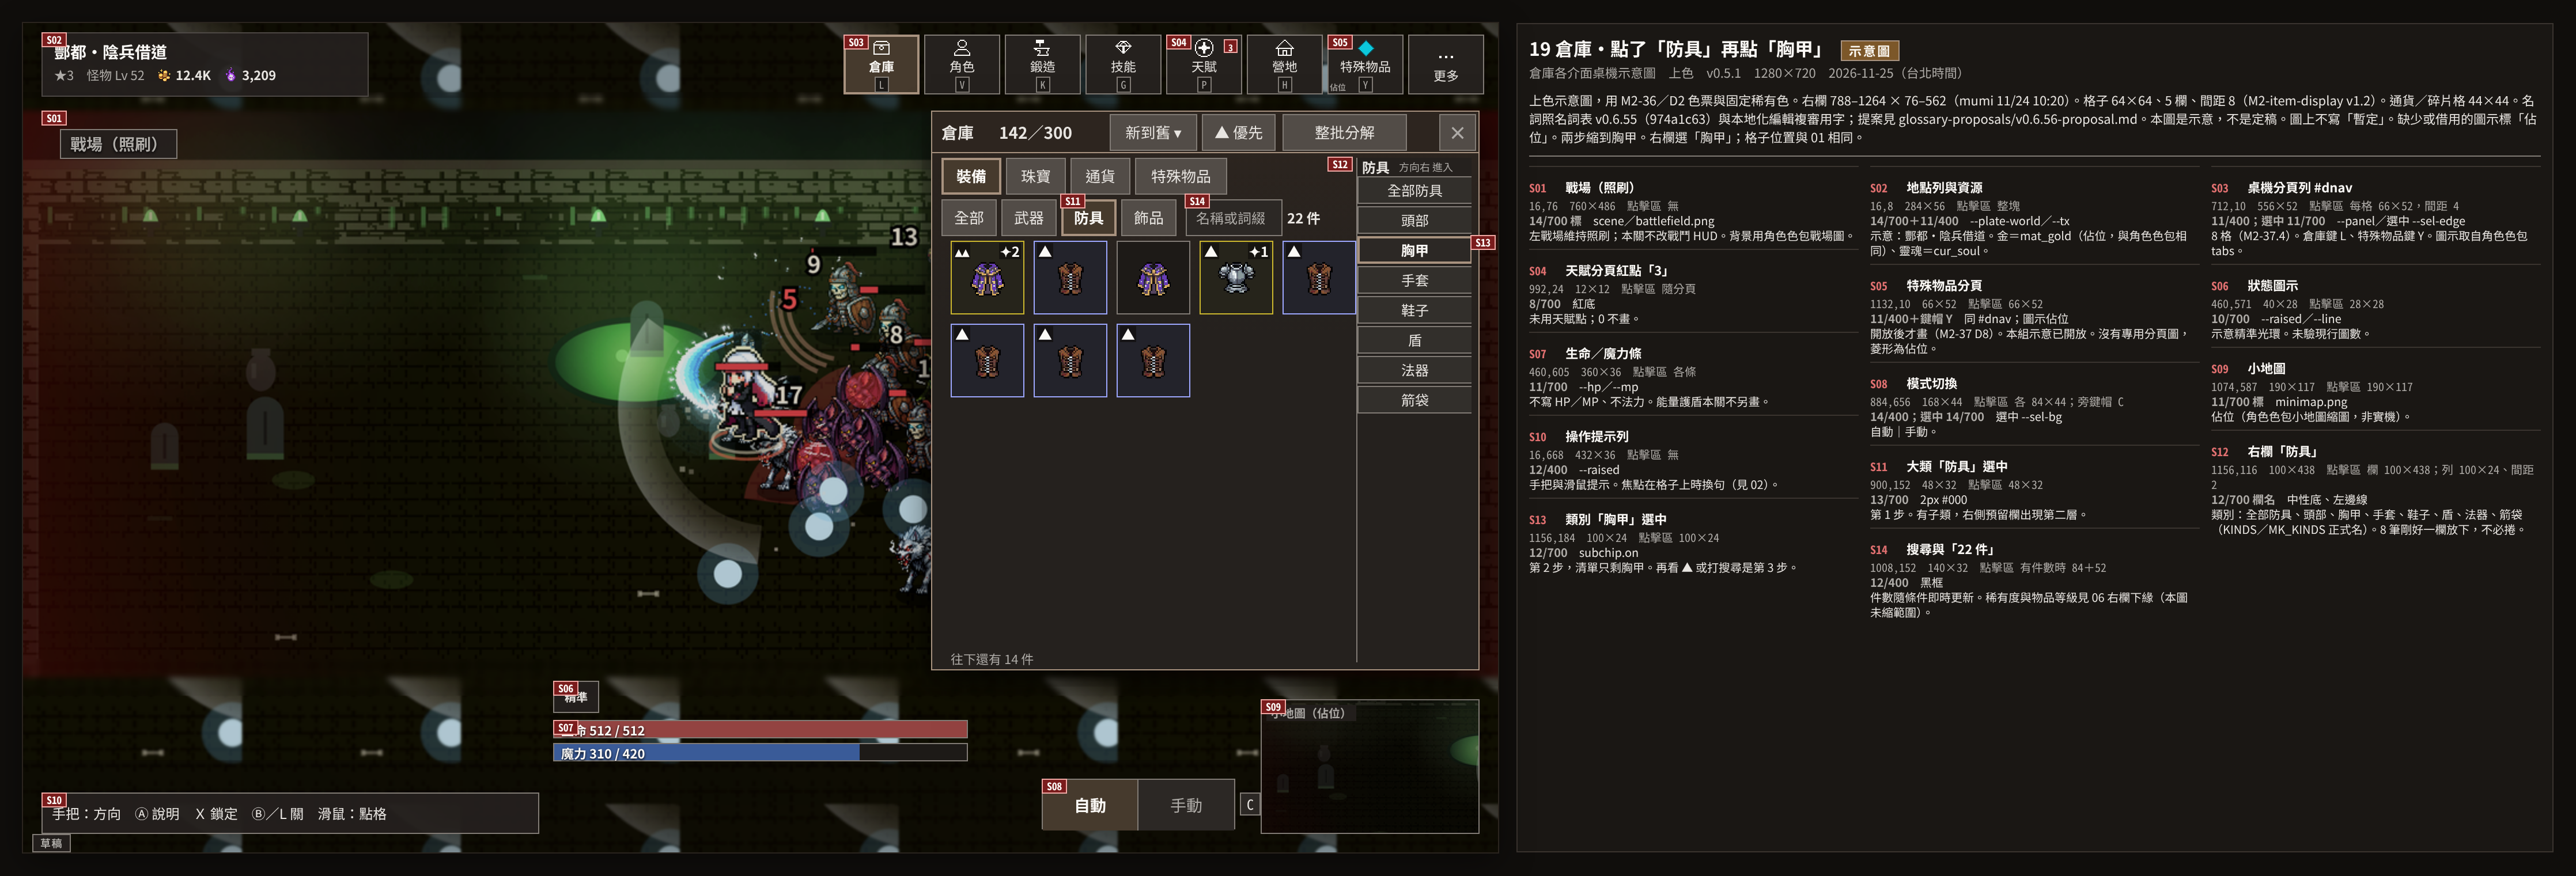 S02
酆都・陰兵借道
★3 怪物 Lv 52 12.4K 3,209
S03
倉庫
L
角色
V
鍛造
K
技能
G
S04
3
天賦
P
營地
H
S05
特殊物品
佔位 Y
…
更多
S01
戰場（照刷）
倉庫 142／300 新到舊▾ ▲優先 整批分解 ×
裝備 珠寶 通貨 特殊物品
S12 防具 方向右 進入
S11 S14
全部 武器 防具 飾品 名稱或詞綴 22 件
全部防具
頭部
胸甲
S13
手套
鞋子
盾
法器
箭袋
▲▲ ✦2 ▲ ▲ ✦1 ▲
▲ ▲ ▲
13
9
5
8
17
往下還有 14 件
S06
精準
S07
命 512 / 512
魔力 310 / 420
S08
自動 手動 C
S09
地圖（佔位）
S10
手把：方向 Ⓐ 說明 X 鎖定 Ⓑ／L 關 滑鼠：點格
草稿
19 倉庫・點了「防具」再點「胸甲」 示意圖
倉庫各介面桌機示意圖 上色 v0.5.1 1280×720 2026-11-25（台北時間）
上色示意圖，用 M2-36／D2 色票與固定稀有色。右欄 788–1264 × 76–562（mumi 11/24 10:20）。格子 64×64、5 欄、間距 8（M2-item-display v1.2）。通貨／碎片格 44×44。名
詞照名詞表 v0.6.55（974a1c63）與本地化編輯複審用字；提案見 glossary-proposals/v0.6.56-proposal.md。本圖是示意，不是定稿。圖上不寫「暫定」。缺少或借用的圖示標「佔
位」。兩步縮到胸甲。右欄選「胸甲」；格子位置與 01 相同。
S01 戰場（照刷）
16,76 760×486 點擊區 無
14/700 標 scene／battlefield.png
左戰場維持照刷；本關不改戰鬥 HUD。背景用角色色包戰場圖。
S04 天賦分頁紅點「3」
992,24 12×12 點擊區 隨分頁
8/700 紅底
未用天賦點；0 不畫。
S07 生命／魔力條
460,605 360×36 點擊區 各條
11/700 --hp／--mp
不寫 HP／MP、不法力。能量護盾本關不另畫。
S10 操作提示列
16,668 432×36 點擊區 無
12/400 --raised
手把與滑鼠提示。焦點在格子上時換句（見 02）。
S13 類別「胸甲」選中
1156,184 100×24 點擊區 100×24
12/700 subchip.on
第 2 步，清單只剩胸甲。再看 ▲ 或打搜尋是第 3 步。
S02 地點列與資源
16,8 284×56 點擊區 整塊
14/700＋11/400 --plate-world／--tx
示意：酆都・陰兵借道。金＝mat_gold（佔位，與角色色包相
同）、靈魂＝cur_soul。
S05 特殊物品分頁
1132,10 66×52 點擊區 66×52
11/400＋鍵帽 Y 同 #dnav；圖示佔位
開放後才畫（M2-37 D8）。本組示意已開放。沒有專用分頁圖，
菱形為佔位。
S08 模式切換
884,656 168×44 點擊區 各 84×44；旁鍵帽 C
14/400；選中 14/700 選中 --sel-bg
自動｜手動。
S11 大類「防具」選中
900,152 48×32 點擊區 48×32
13/700 2px #000
第 1 步。有子類，右側預留欄出現第二層。
S14 搜尋與「22 件」
1008,152 140×32 點擊區 有件數時 84＋52
12/400 黑框
件數隨條件即時更新。稀有度與物品等級見 06 右欄下緣（本圖
未縮範圍）。
S03 桌機分頁列 #dnav
712,10 556×52 點擊區 每格 66×52，間距 4
11/400；選中 11/700 --panel／選中 --sel-edge
8 格（M2-37.4）。倉庫鍵 L、特殊物品鍵 Y。圖示取自角色色包
tabs。
S06 狀態圖示
460,571 40×28 點擊區 28×28
10/700 --raised／--line
示意精準光環。未驗現行圖數。
S09 小地圖
1074,587 190×117 點擊區 190×117
11/700 標 minimap.png
佔位（角色色包小地圖縮圖，非實機）。
S12 右欄「防具」
1156,116 100×438 點擊區 欄 100×438；列 100×24、間距
2
12/700 欄名 中性底、左邊線
類別：全部防具、頭部、胸甲、手套、鞋子、盾、法器、箭袋
（KINDS／MK_KINDS 正式名）。8 筆剛好一欄放下，不必捲。